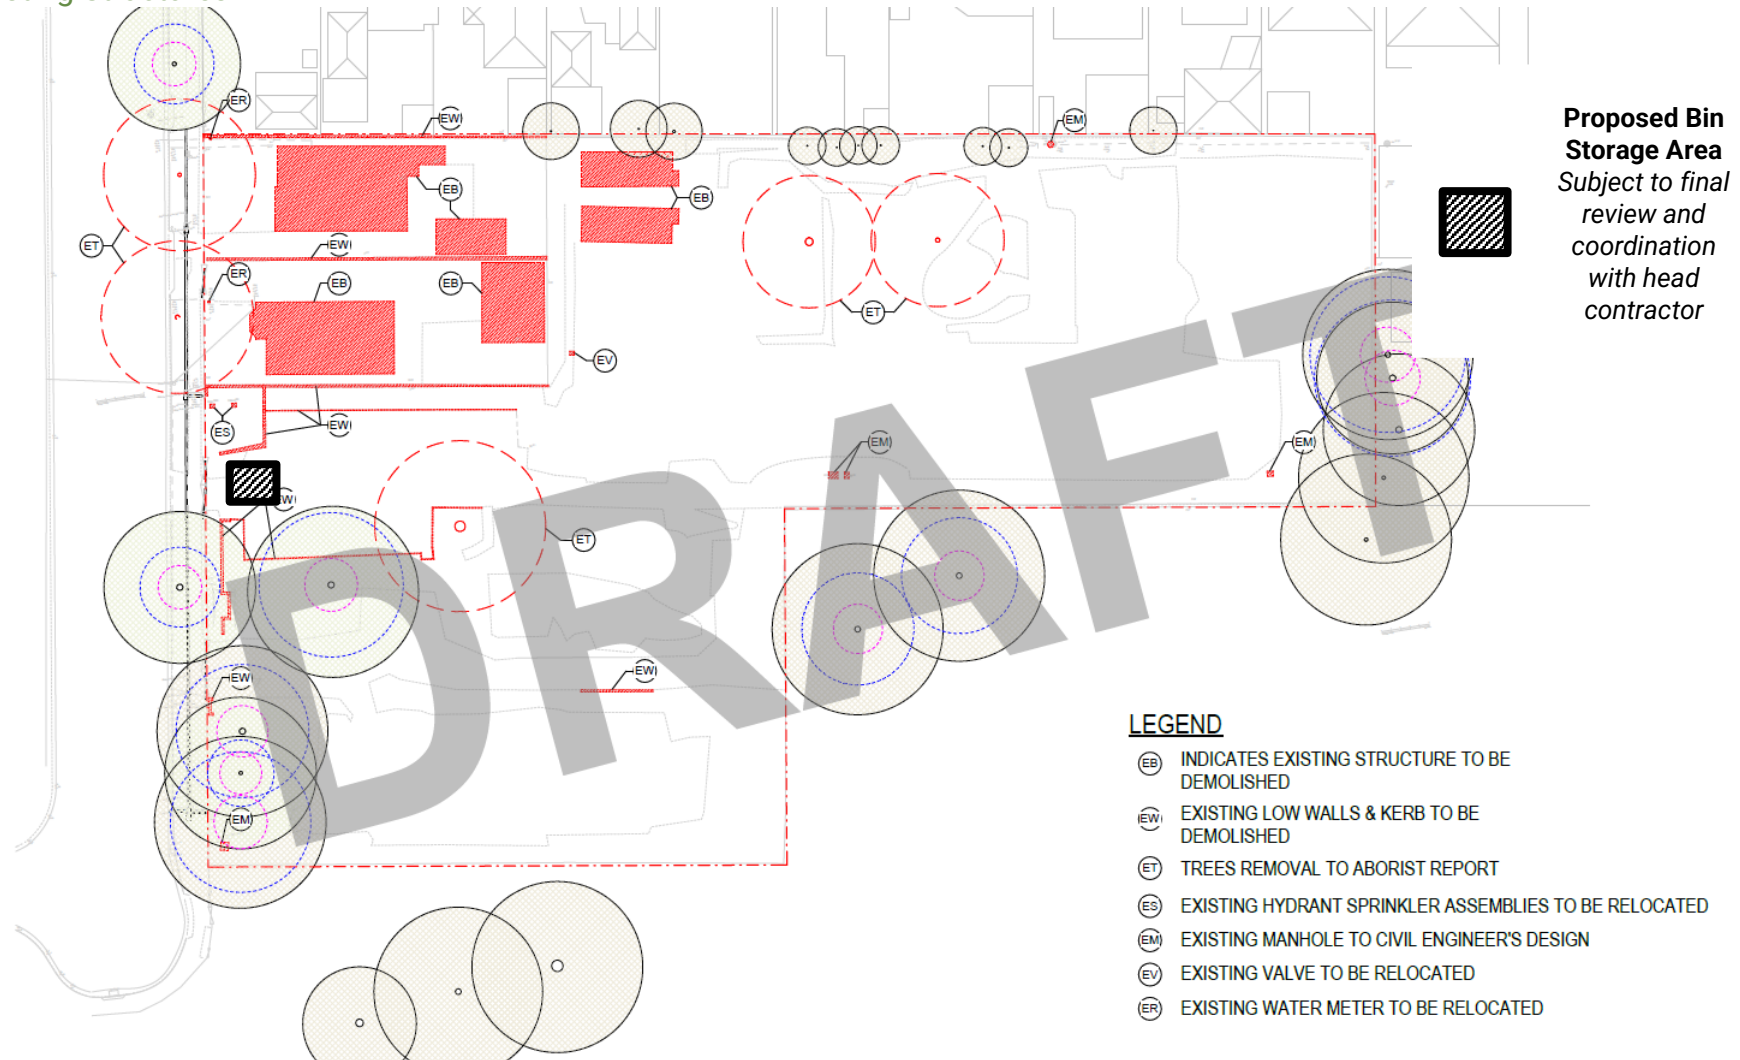 ER
EW
EM
EB
EB
ET
EW
ER
EB
EB
ET
EV
ES
EW
EM
EM
EW
ET
EW
EW
EM
DRAFT
Proposed Bin
Storage Area
Subject to final
review and
coordination
with head
contractor
LEGEND
EB INDICATES EXISTING STRUCTURE TO BE
DEMOLISHED
EW EXISTING LOW WALLS & KERB TO BE
DEMOLISHED
ET TREES REMOVAL TO ABORIST REPORT
ES EXISTING HYDRANT SPRINKLER ASSEMBLIES TO BE RELOCATED
EM EXISTING MANHOLE TO CIVIL ENGINEER'S DESIGN
EV EXISTING VALVE TO BE RELOCATED
ER EXISTING WATER METER TO BE RELOCATED